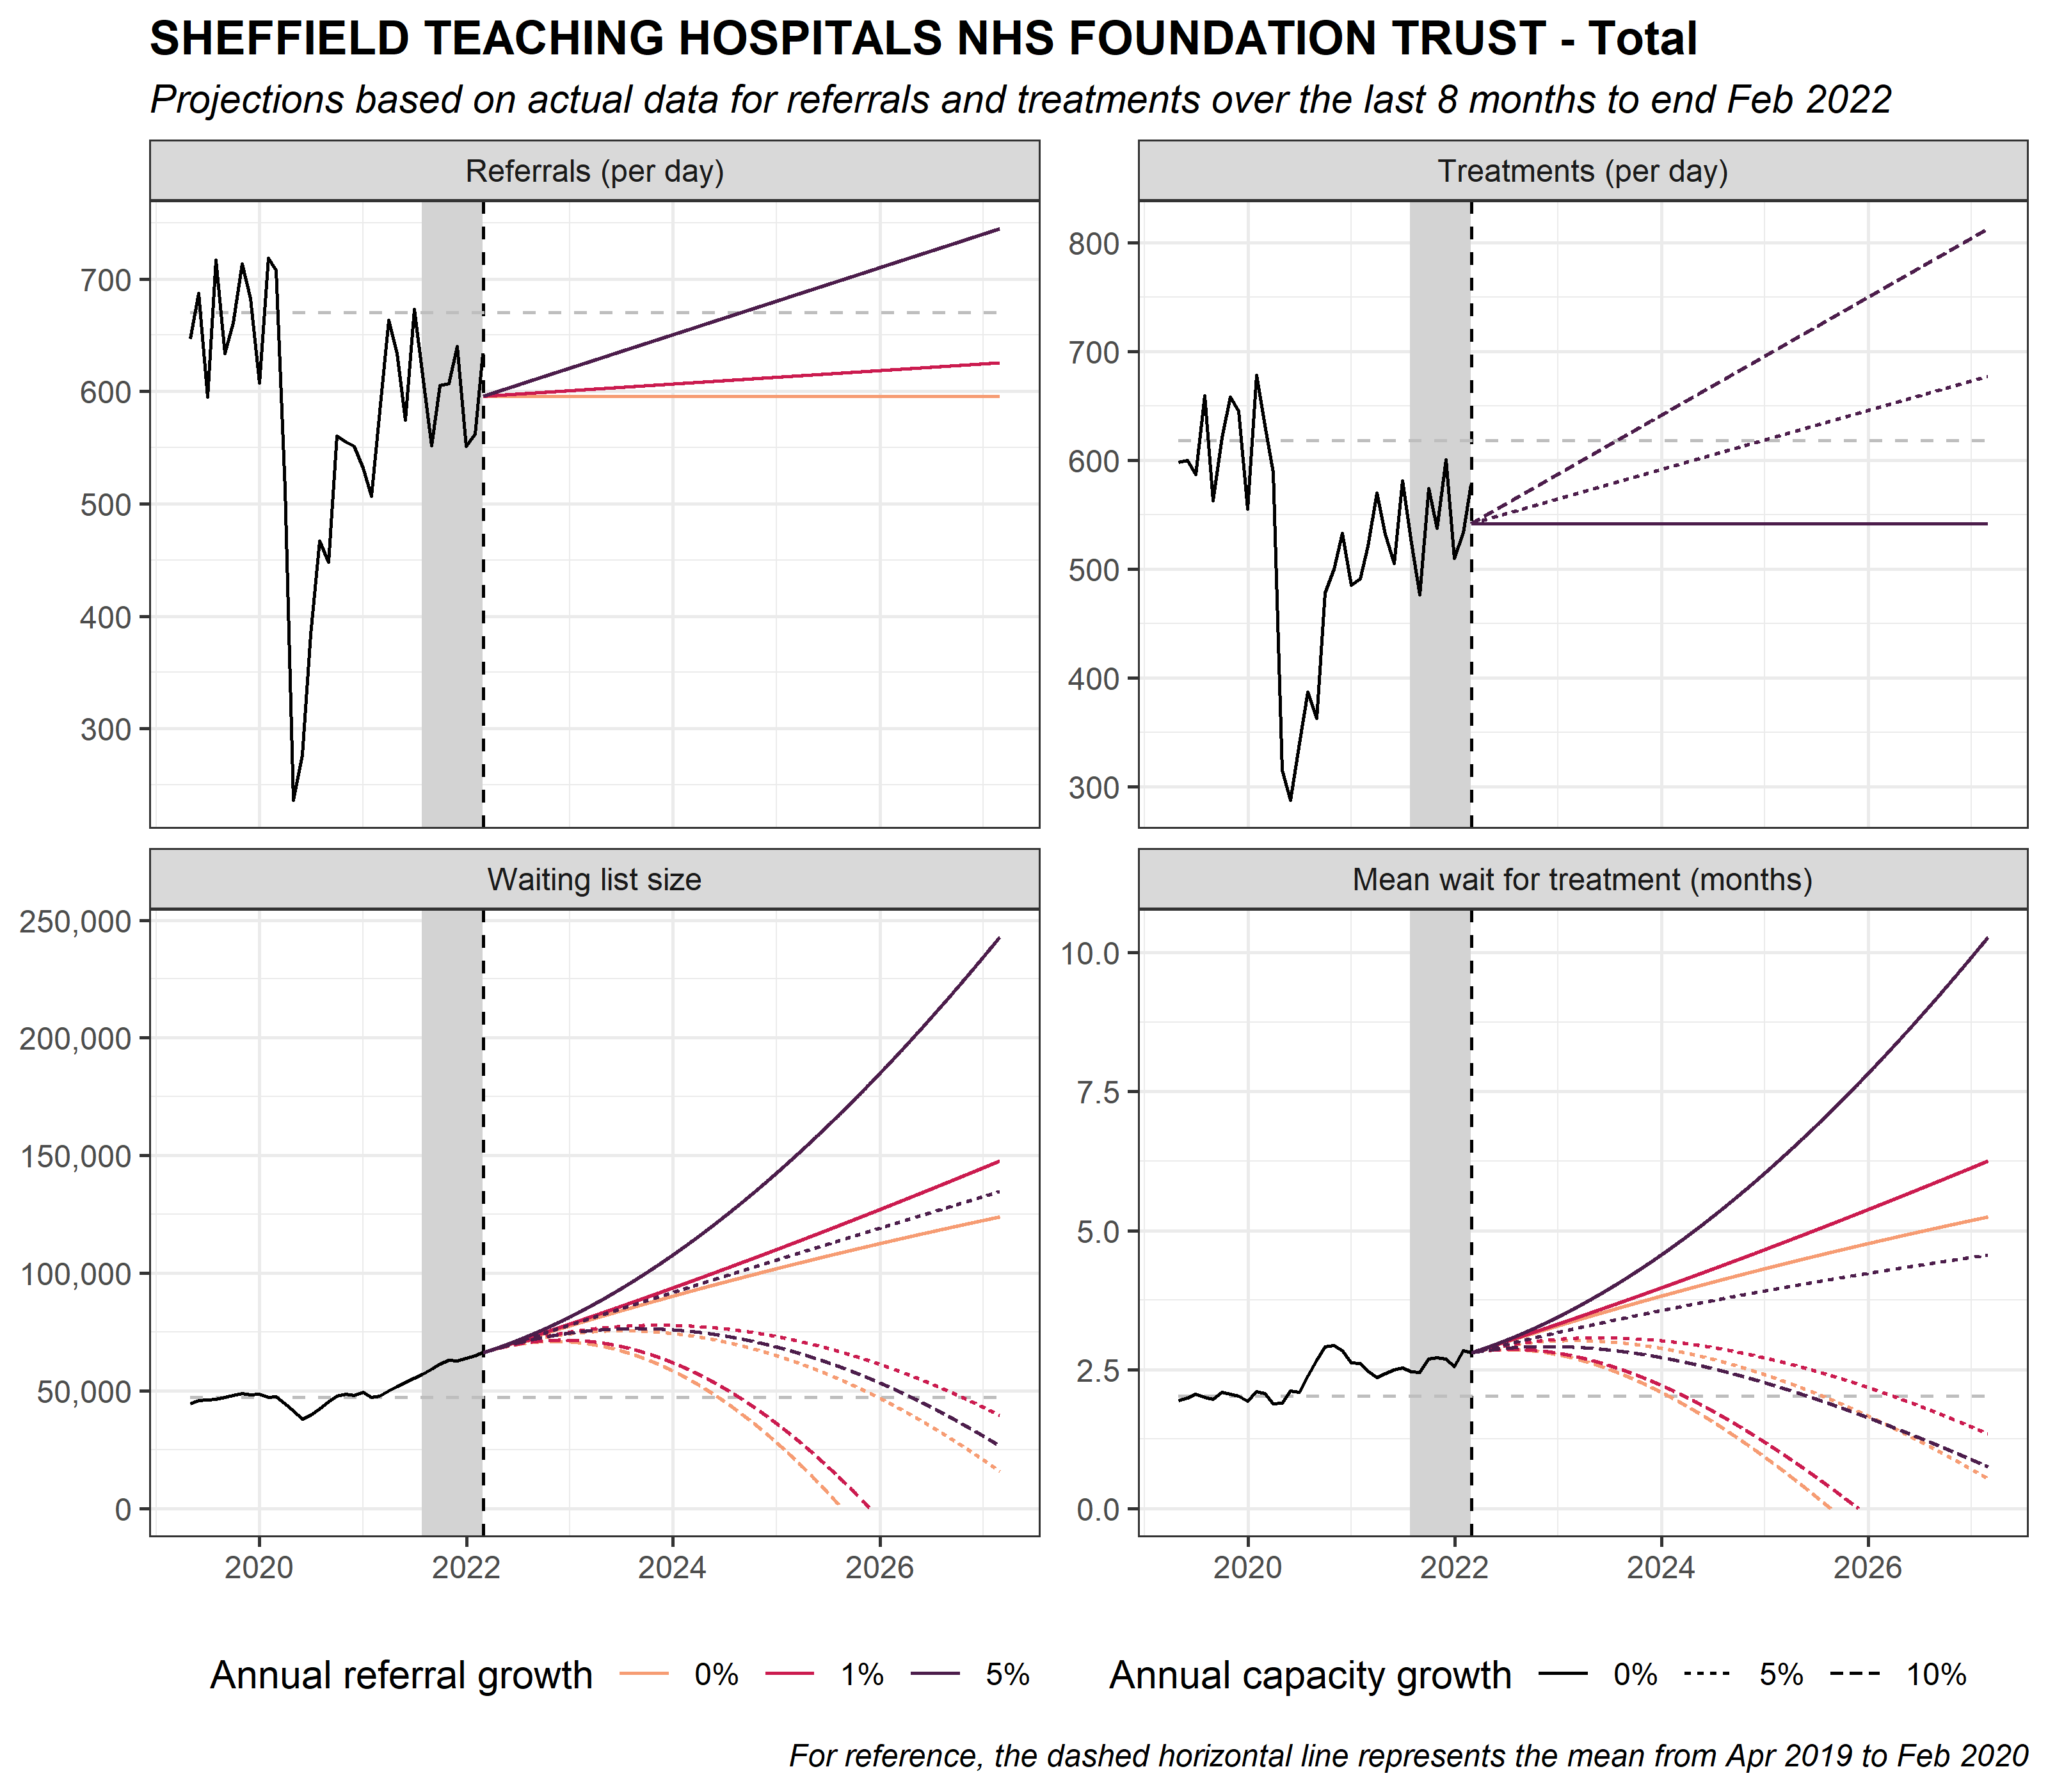 SHEFFIELD TEACHING HOSPITALS NHS FOUNDATION TRUST - Total
Projections based on actual data for referrals and treatments over the last 8 months to end Feb 2022
Referrals (per day)
700
600
500
400
300
Treatments (per day)
800
700
600
500
400
300
Waiting list size
250,000
200,000
150,000
100,000
50,000
0
2020 2022 2024 2026
Mean wait for treatment (months)
10.0
7.5
5.0
2.5
0.0
2020 2022 2024 2026
Annual referral growth 0% 1% 5%
Annual capacity growth 0% 5% 10%
For reference, the dashed horizontal line represents the mean from Apr 2019 to Feb 2020